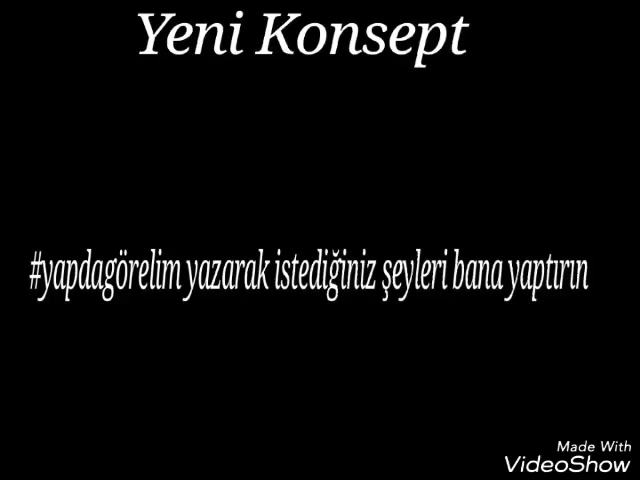 Yeni Konsept
#yapdagörelim yazarak istediğiniz şeyleri bana yaptırın
Made With
VideoShow